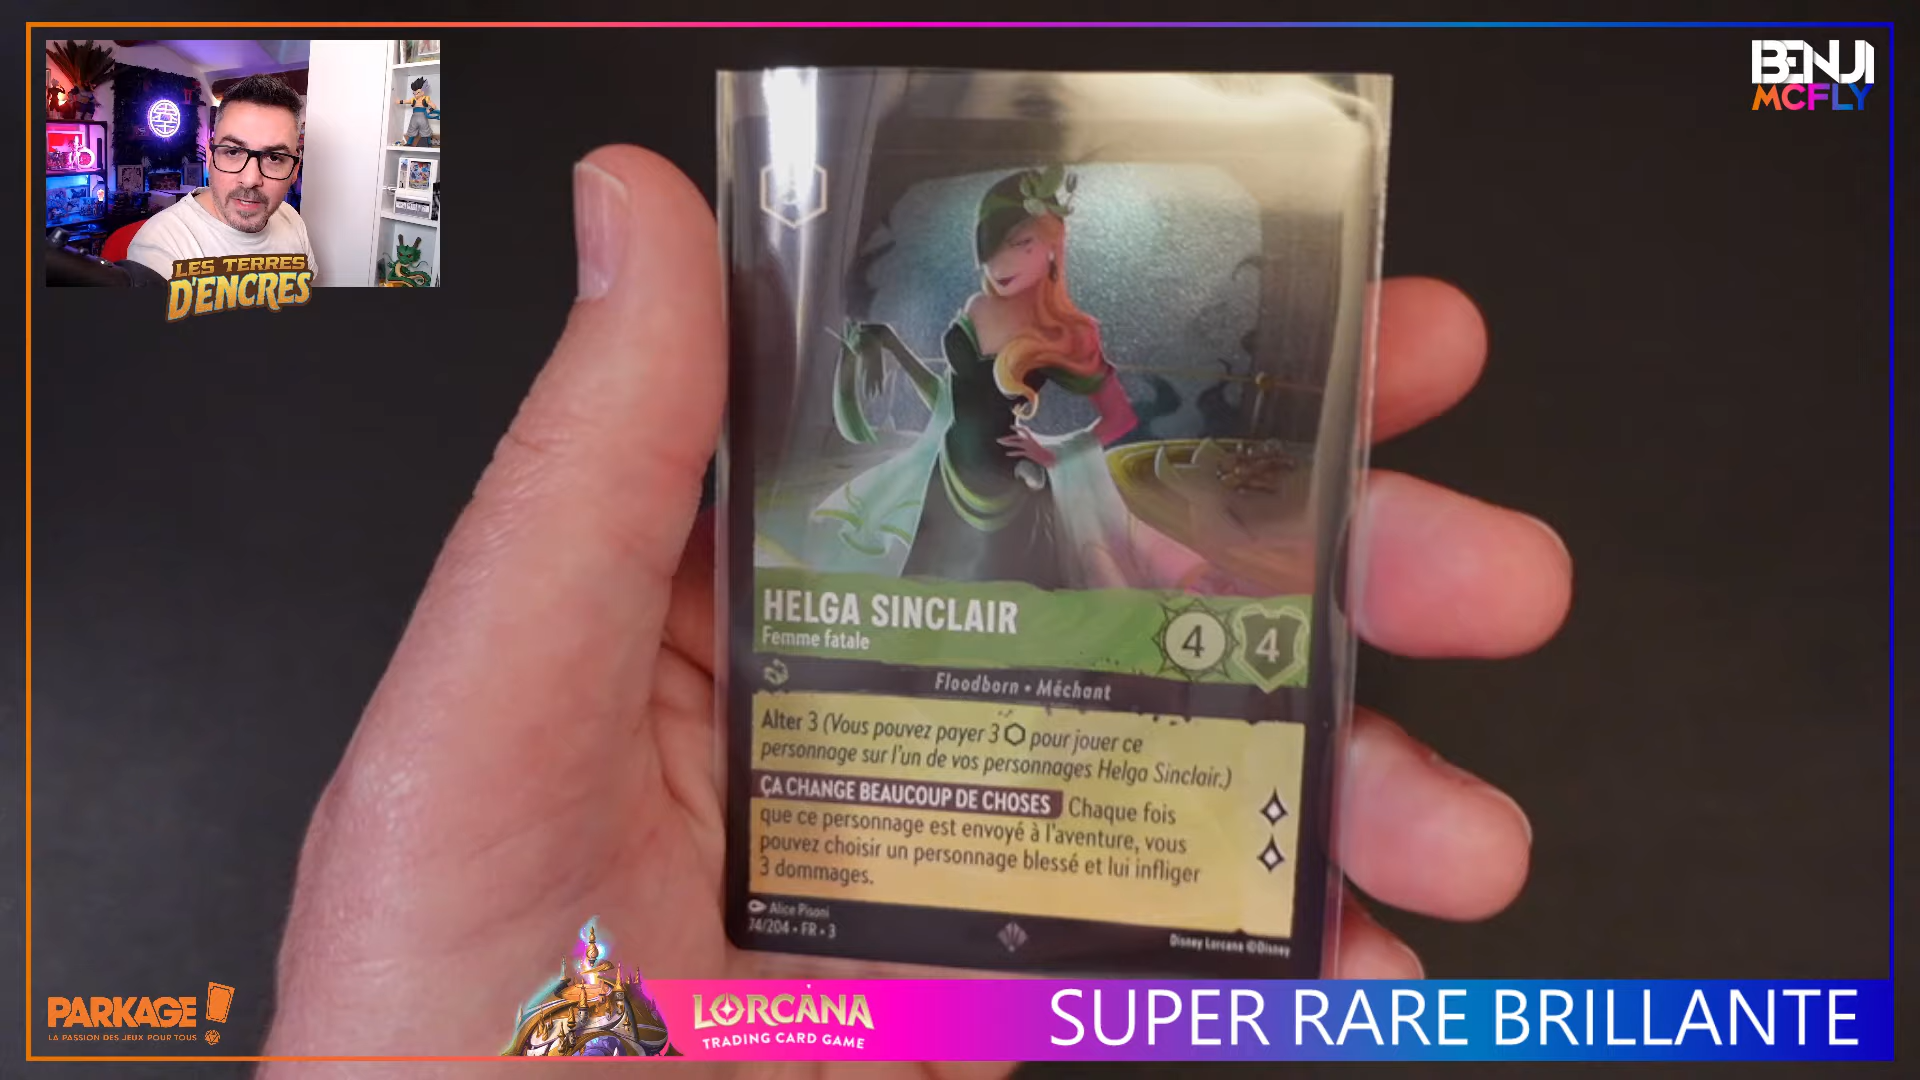 BENJI
MCFLY
LES TERRES
D'ENCRES
HELGA SINCLAIR
Femme fatale
4 4
Floodborn • Méchant
Alter 3 (Vous pouvez payer 3 ⬡ pour jouer ce
personnage sur l'un de vos personnages Helga Sinclair.)
ÇA CHANGE BEAUCOUP DE CHOSES Chaque fois
que ce personnage est envoyé à l'aventure, vous
pouvez choisir un personnage blessé et lui infliger
3 dommages.
Alice Pisoni
74/204 • FR • 3
Disney Lorcana ©Disney
PARKAGE
LA PASSION DES JEUX POUR TOUS
LORCANA
TRADING CARD GAME
SUPER RARE BRILLANTE